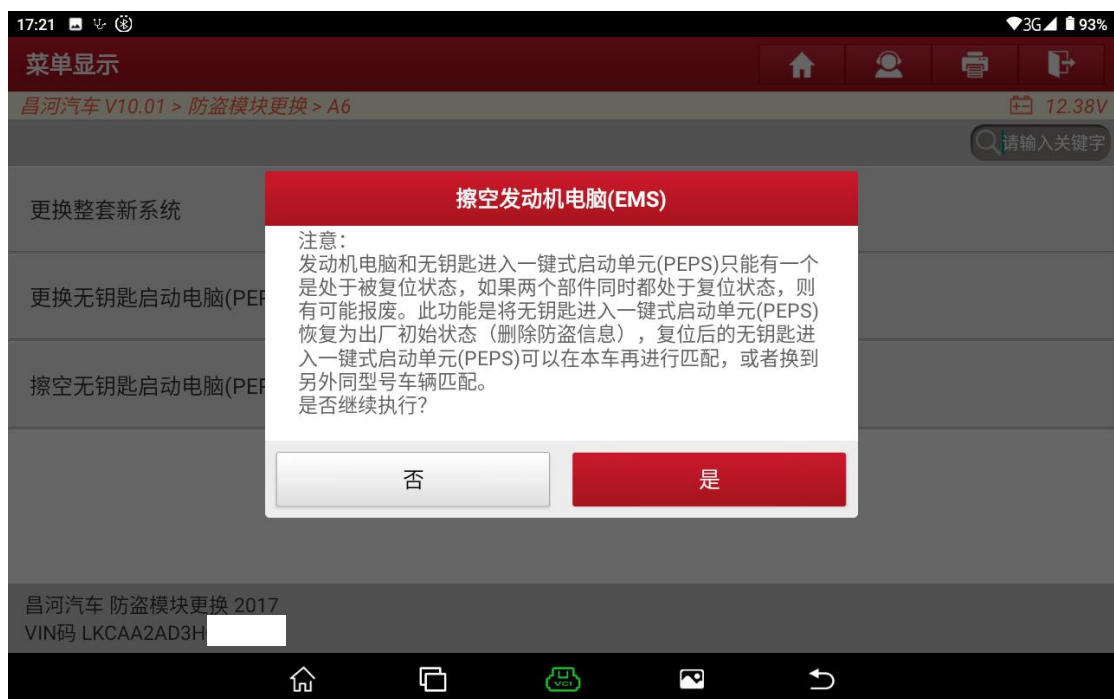 17:21
3G
93%
菜单显示
昌河汽车 V10.01 > 防盗模块更换 > A6
12.38V
请输入关键字
更换整套新系统
更换无钥匙启动电脑(PEP
擦空无钥匙启动电脑(PEP
擦空发动机电脑(EMS)
注意：
发动机电脑和无钥匙进入一键式启动单元(PEPS)只能有一个
是处于被复位状态，如果两个部件同时都处于复位状态，则
有可能报废。此功能是将无钥匙进入一键式启动单元(PEPS)
恢复为出厂初始状态（删除防盗信息），复位后的无钥匙进
入一键式启动单元(PEPS)可以在本车再进行匹配，或者换到
另外同型号车辆匹配。
是否继续执行？
否
是
昌河汽车 防盗模块更换 2017
VIN码 LKCAA2AD3H
VCI